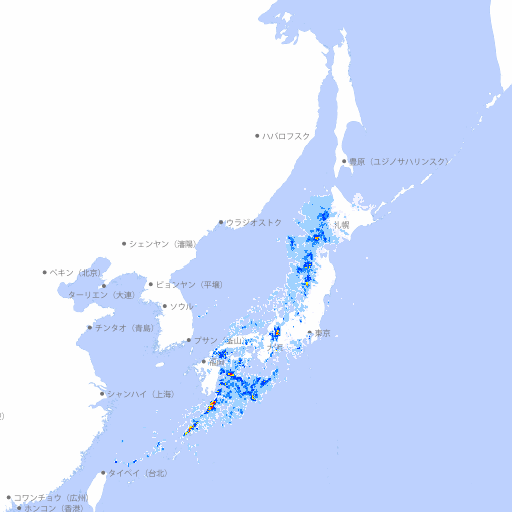 ハバロフスク
豊原（ユジノサハリンスク）
札幌
ウラジオストク
シェンヤン（瀋陽）
ペキン（北京）
ピョンヤン（平壌）
ターリエン（大連）
ソウル
チンタオ（青島）
東京
プサン（釜山）
大阪
福岡
シャンハイ（上海）
タイペイ（台北）
コワンチョウ（広州）
ホンコン（香港）